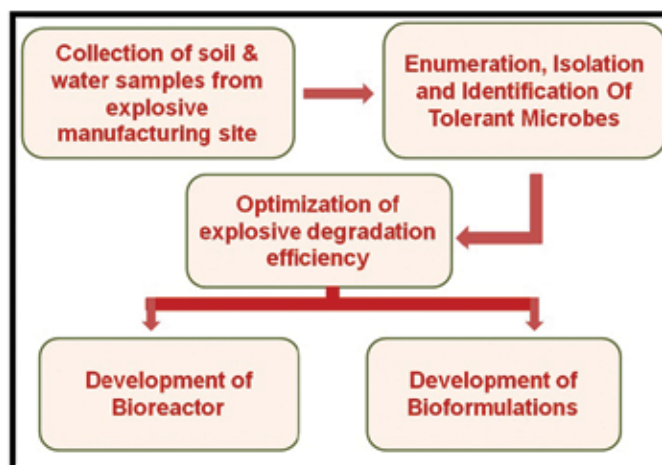 Collection of soil &
water samples from
explosive
manufacturing site
Enumeration, Isolation
and Identification Of
Tolerant Microbes
Optimization of
explosive degradation
efficiency
Development of
Bioreactor
Development of
Bioformulations